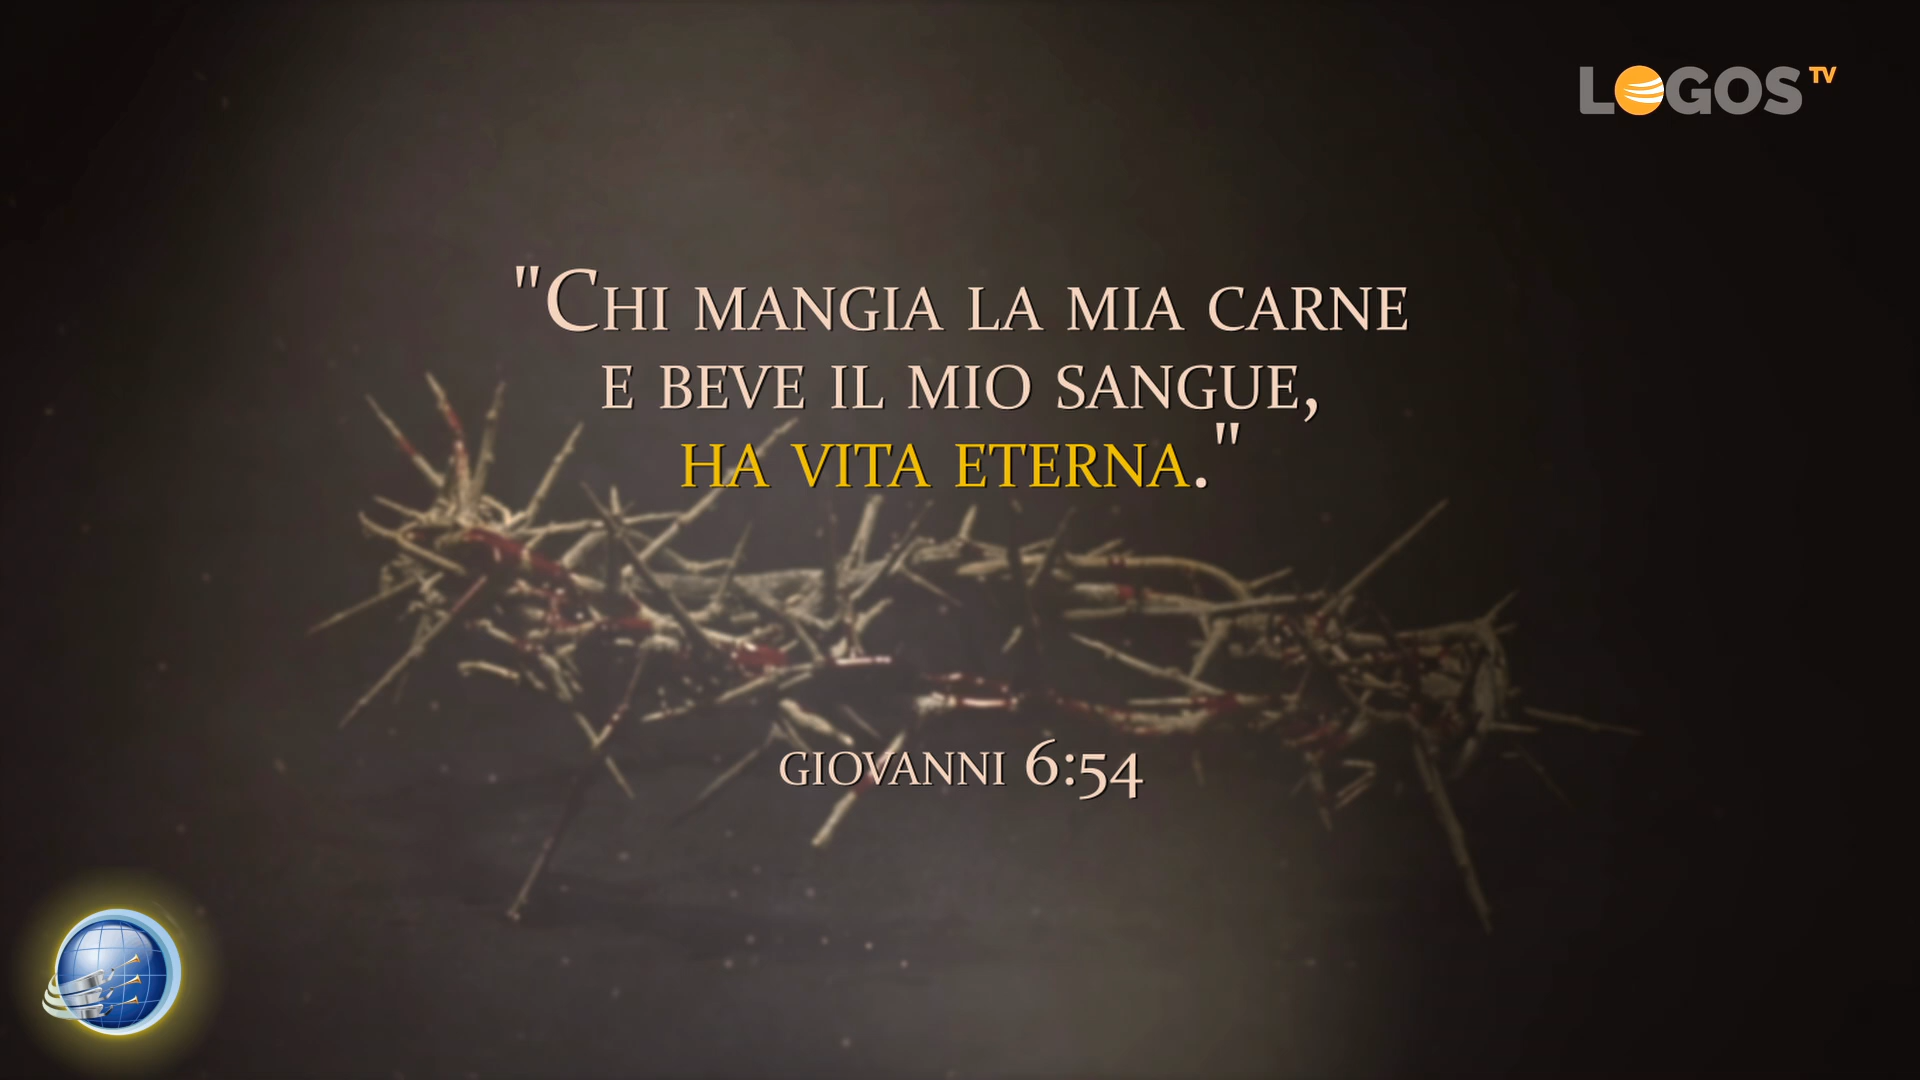 LOGOS TV
"Chi mangia la mia carne
e beve il mio sangue,
ha vita eterna."
giovanni 6:54